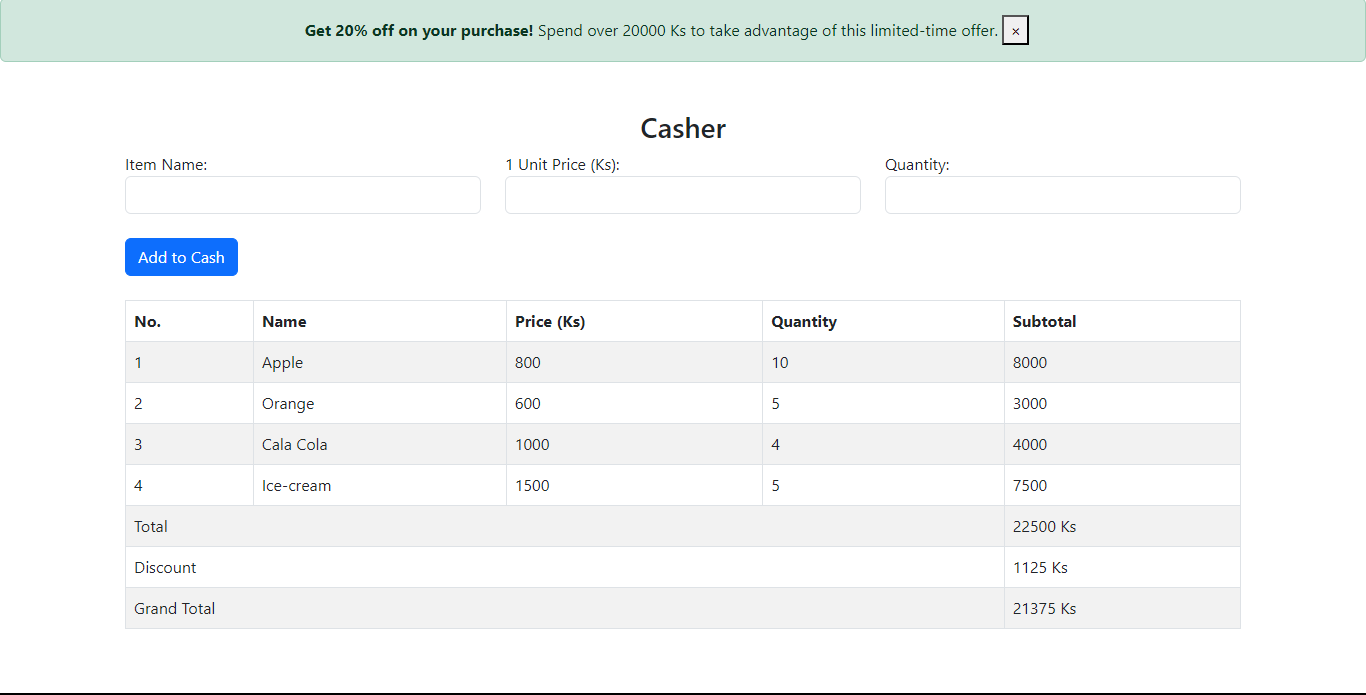 Get 20% off on your purchase! Spend over 20000 Ks to take advantage of this limited-time offer. ×
Casher
Item Name: 1 Unit Price (Ks): Quantity:
Add to Cash
No. Name Price (Ks) Quantity Subtotal
1 Apple 800 10 8000
2 Orange 600 5 3000
3 Cala Cola 1000 4 4000
4 Ice-cream 1500 5 7500
Total 22500 Ks
Discount 1125 Ks
Grand Total 21375 Ks